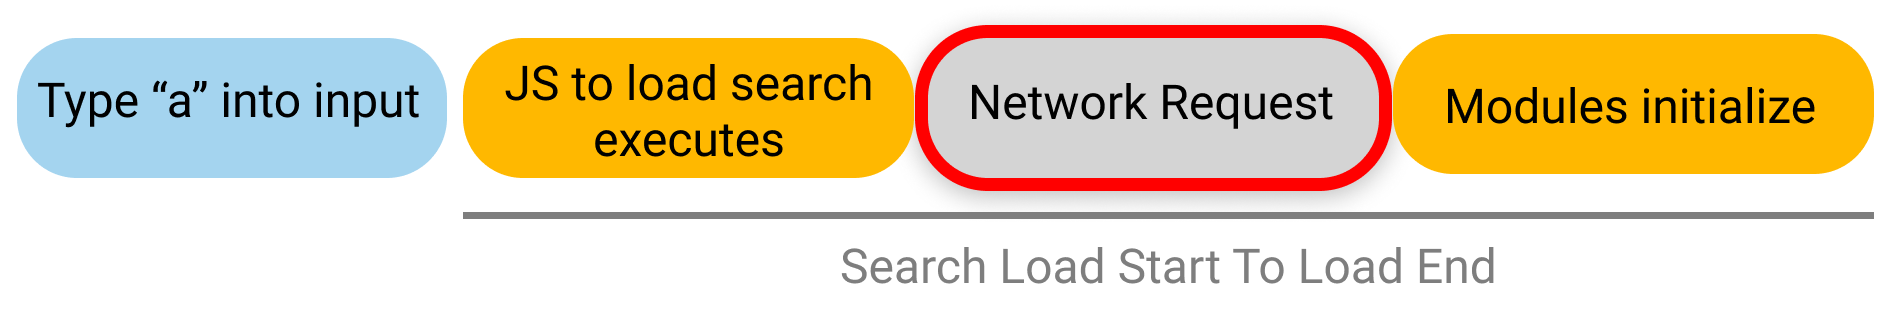 Type “a” into input
JS to load search
executes
Network Request
Modules initialize
Search Load Start To Load End